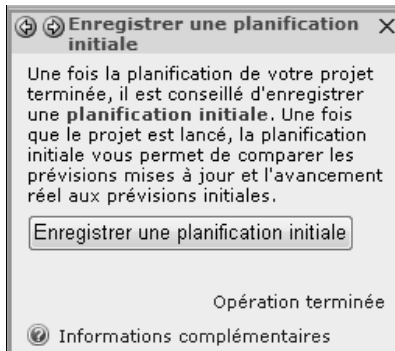 Enregistrer une planification
initiale
Une fois la planification de votre projet
terminée, il est conseillé d'enregistrer
une planification initiale. Une fois
que le projet est lancé, la planification
initiale vous permet de comparer les
prévisions mises à jour et l'avancement
réel aux prévisions initiales.
Enregistrer une planification initiale
Opération terminée
Informations complémentaires